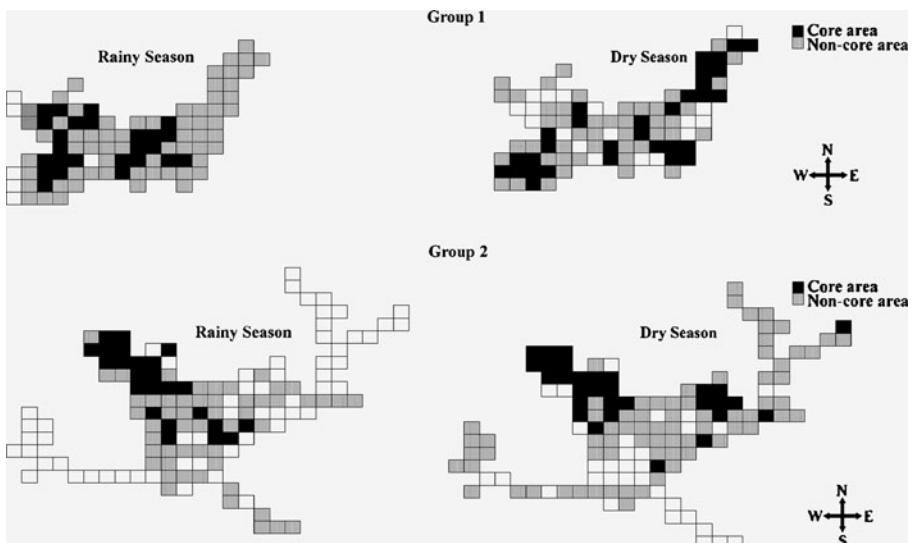 Group 1
Rainy Season
Dry Season
Core area
Non-core area
N
W E
S
Group 2
Rainy Season
Dry Season
Core area
Non-core area
N
W E
S